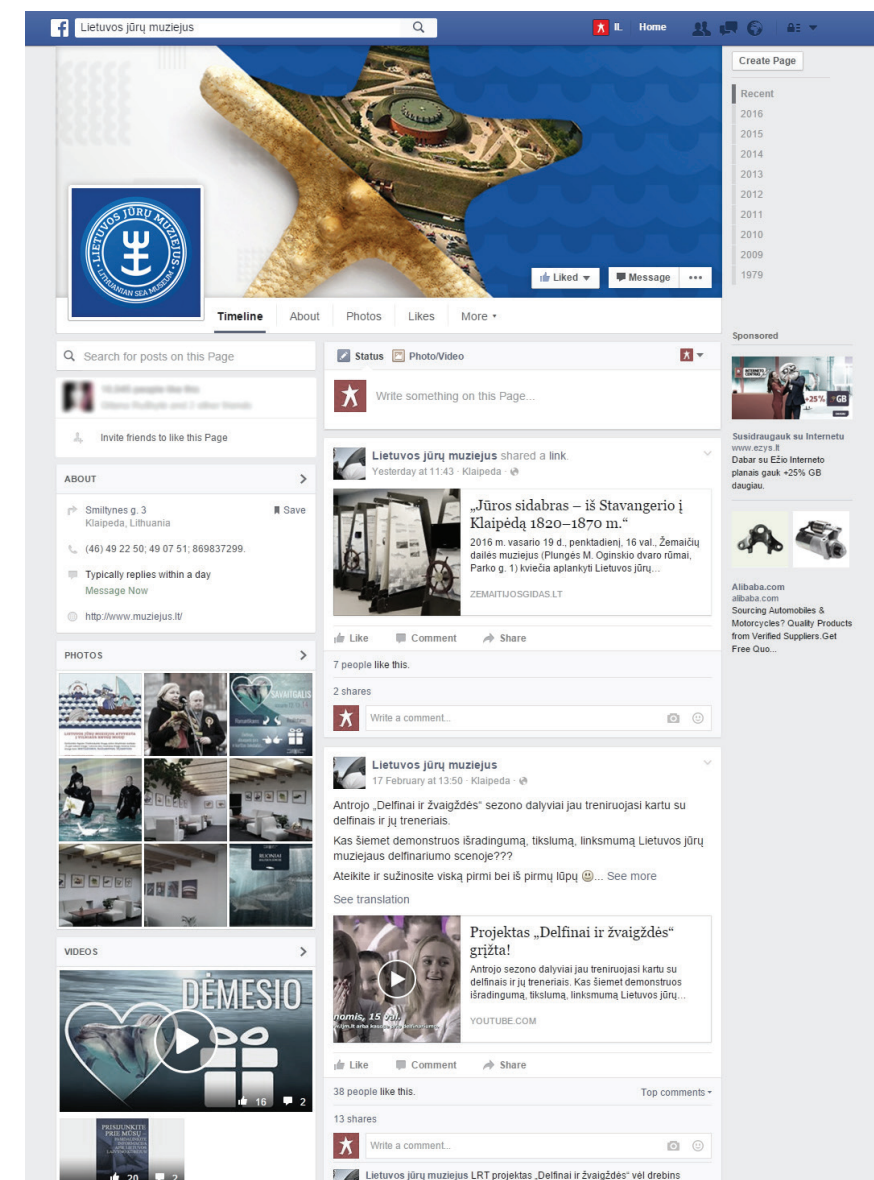 Lietuvos jūrų muziejus
IL Home
Create Page
Recent
2016
2015
2014
2013
2012
2011
2010
2009
1979
LIETUVOS JŪRŲ MUZIEJUS
LITHUANIAN SEA MUSEUM
Liked
Message
Timeline
About
Photos
Likes
More
Search for posts on this Page
Invite friends to like this Page
ABOUT
Smiltynes g. 3
Klaipeda, Lithuania
Save
(46) 49 22 50; 49 07 51; 869837299.
Typically replies within a day
Message Now
http://www.muziejus.lt/
PHOTOS
SAVAITGALIS
VIDEOS
DĖMESIO
16 2
PRISIJUNKITE
PRIE MŪSŲ –
20 2
Status Photo/Video
Write something on this Page...
Lietuvos jūrų muziejus shared a link.
Yesterday at 11:43 · Klaipeda ·
„Jūros sidabras – iš Stavangerio į
Klaipėdą 1820–1870 m.“
2016 m. vasario 19 d., penktadienį, 16 val., Žemaičių
dailės muziejus (Plungės M. Oginskio dvaro rūmai,
Parko g. 1) kviečia aplankyti Lietuvos jūrų...
ZEMAITIJOSGIDAS.LT
Like Comment Share
7 people like this.
2 shares
Write a comment...
Lietuvos jūrų muziejus
17 February at 13:50 · Klaipeda ·
Antrojo „Delfinai ir žvaigždės“ sezono dalyviai jau treniruojasi kartu su
delfinais ir jų treneriais.
Kas šiemet demonstruos išradingumą, tikslumą, linksmumą Lietuvos jūrų
muziejaus delfinariumo scenoje???
Ateikite ir sužinosite viską pirmi bei iš pirmų lūpų 😃... See more
See translation
Projektas „Delfinai ir žvaigždės“
grįžta!
Antrojo sezono dalyviai jau treniruojasi kartu su
delfinais ir jų treneriais. Kas šiemet demonstruos
išradingumą, tikslumą, linksmumą Lietuvos jūrų...
YOUTUBE.COM
15 val.
Like Comment Share
38 people like this.
Top comments
13 shares
Write a comment...
Lietuvos jūrų muziejus LRT projektas „Delfinai ir žvaigždės“ vėl drebins
Sponsored
+25% GB
Susidraugauk su Internetu
www.ezys.lt
Dabar su Ežio Interneto
planais gauk +25% GB
daugiau.
Alibaba.com
alibaba.com
Sourcing Automobiles &
Motorcycles? Quality Products
from Verified Suppliers.Get
Free Quo...